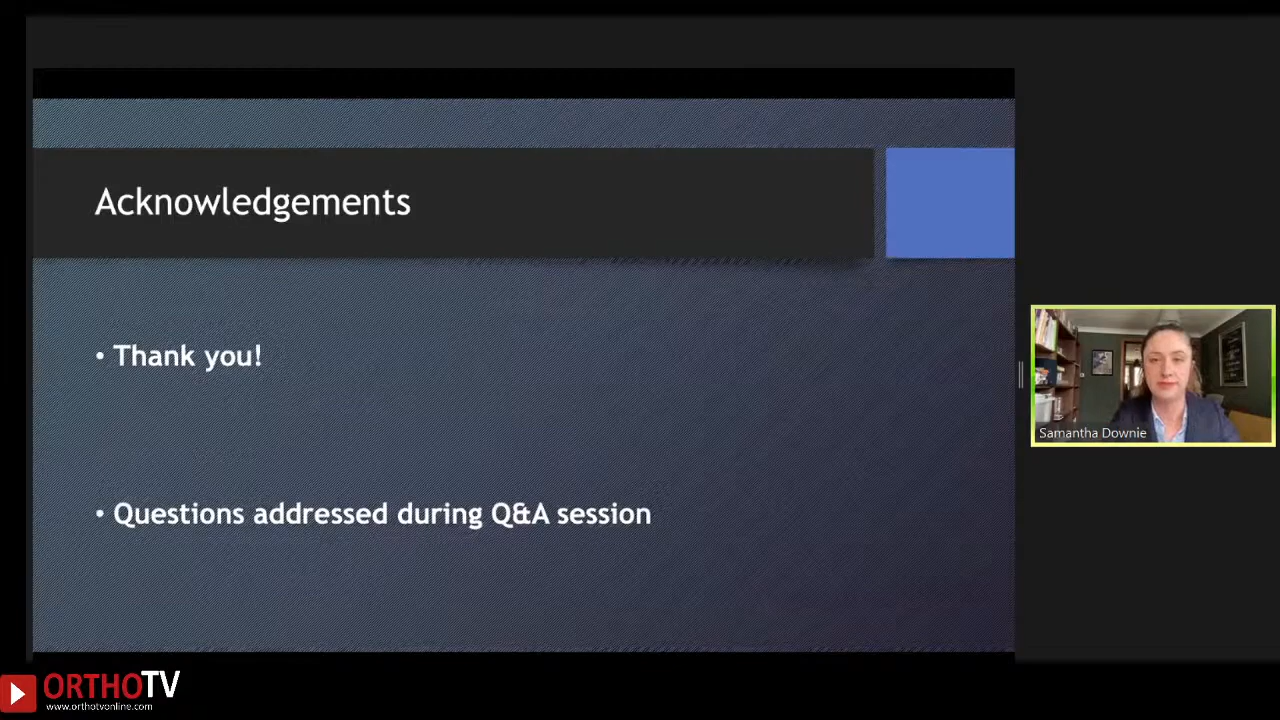 Acknowledgements
• Thank you!
• Questions addressed during Q&A session
Samantha Downie
ORTHOTV
www.orthotvonline.com